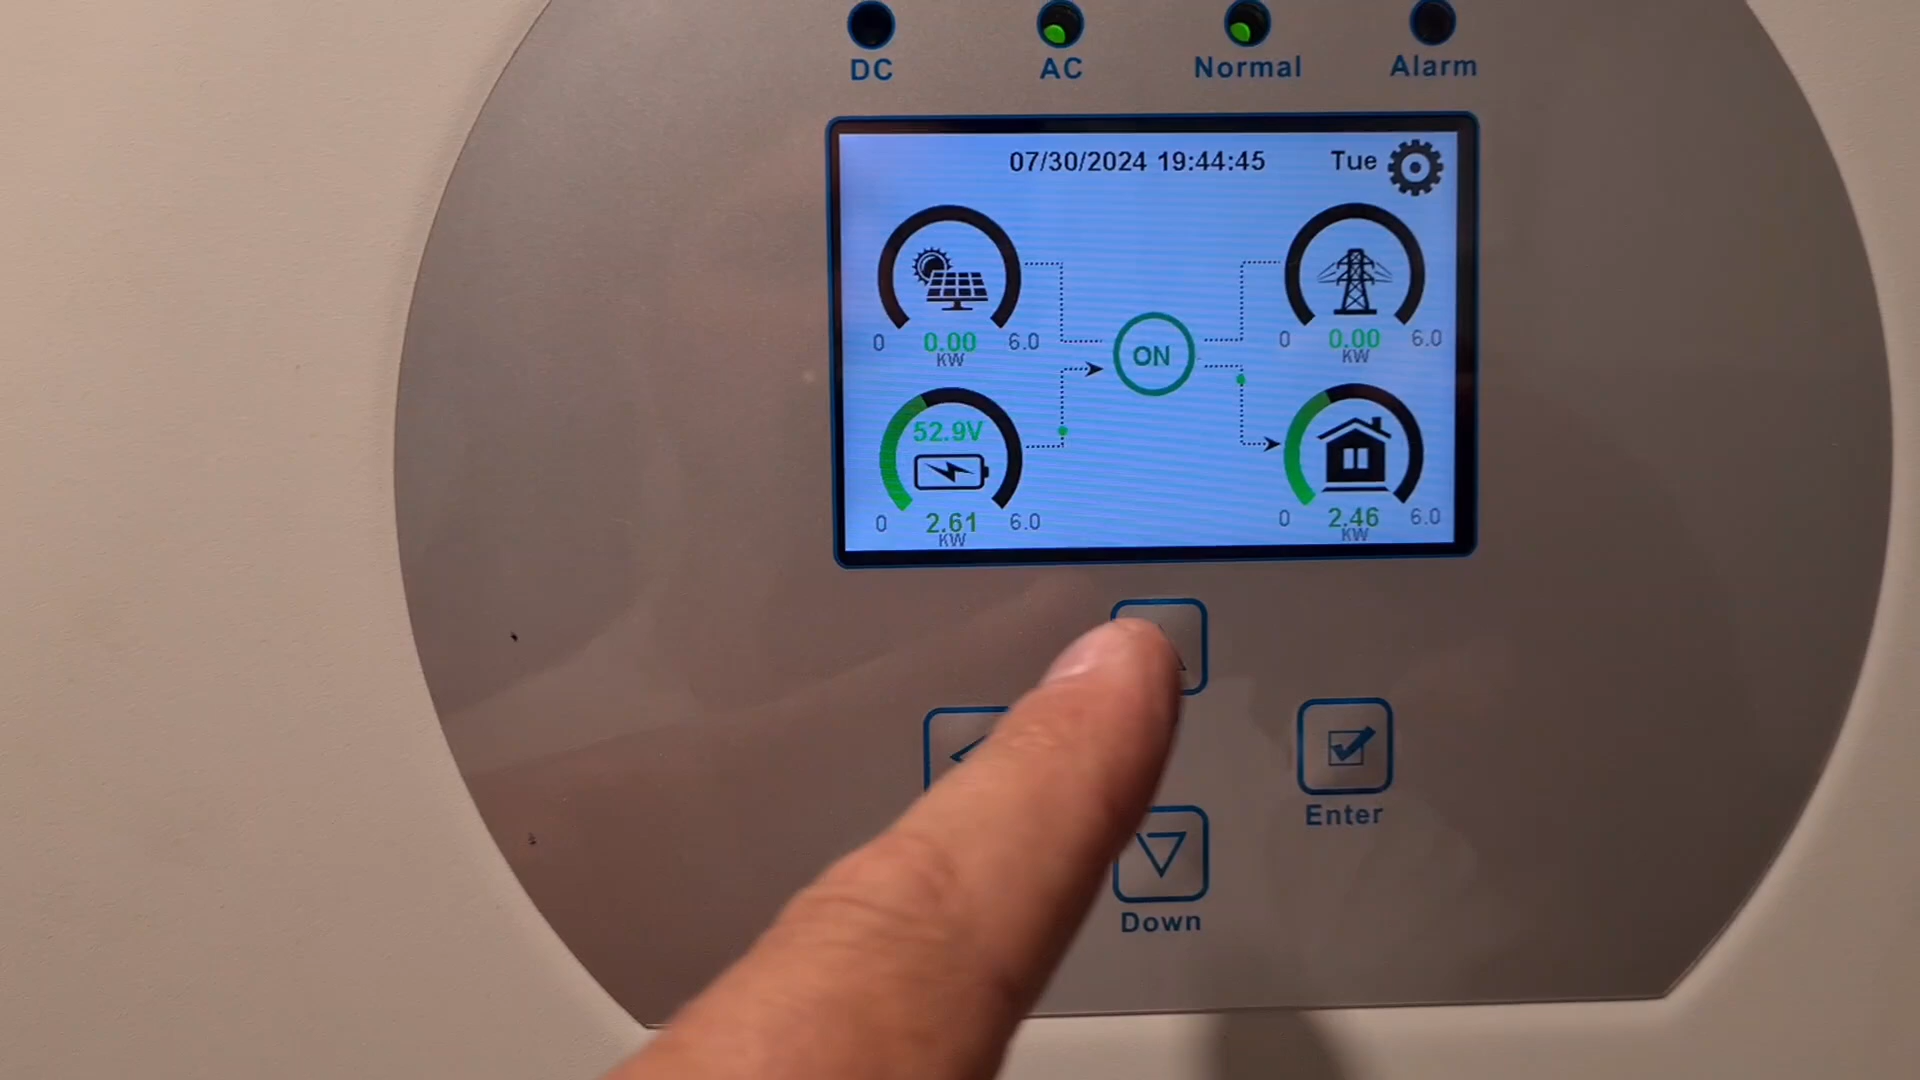 DC AC Normal Alarm
07/30/2024 19:44:45 Tue
0 0.00 6.0
KW
0 0.00 6.0
KW
ON
52.9V
0 2.61 6.0
KW
0 2.46 6.0
KW
Enter
Down